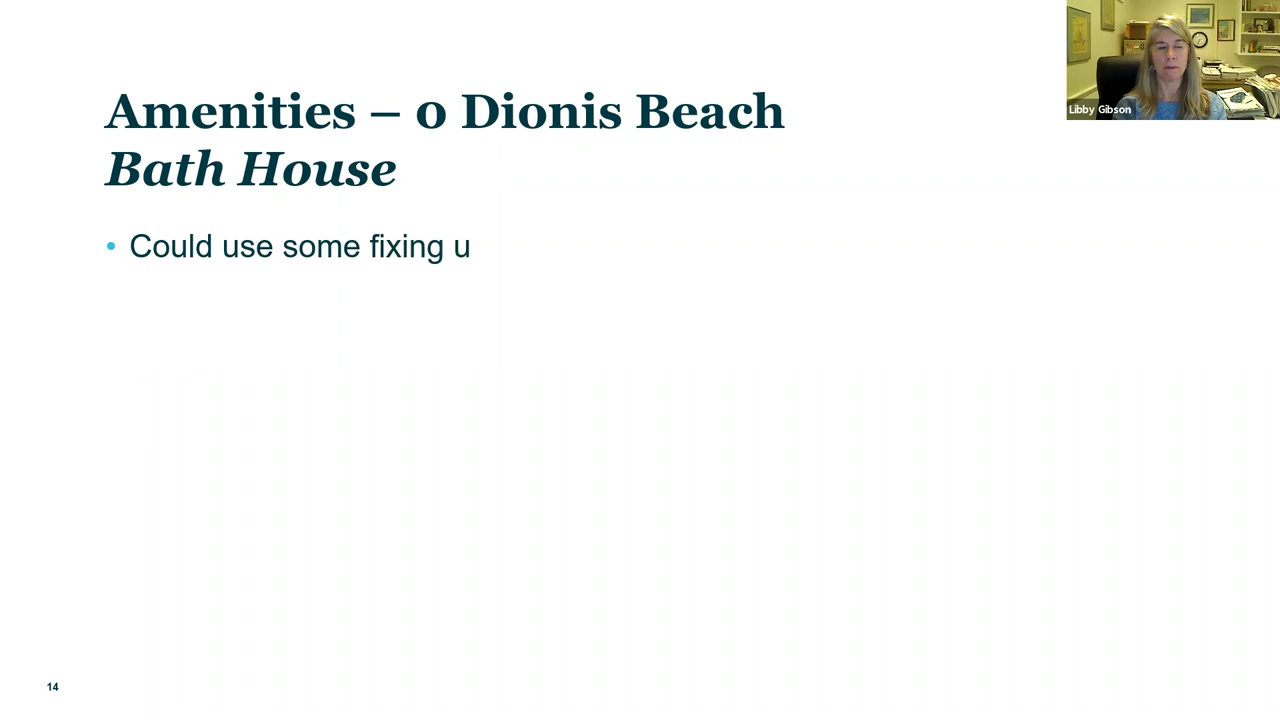 Amenities – 0 Dionis Beach
Bath House
• Could use some fixing u
Libby Gibson
14